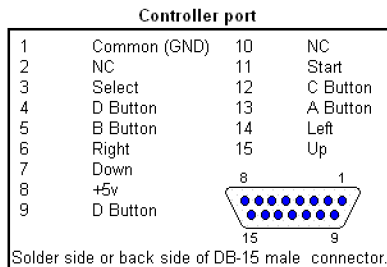 Controller port
1 Common (GND) 10 NC
2 NC 11 Start
3 Select 12 C Button
4 D Button 13 A Button
5 B Button 14 Left
6 Right 15 Up
7 Down
8 +5v
9 D Button
8 1
15 9
Solder side or back side of DB-15 male connector.